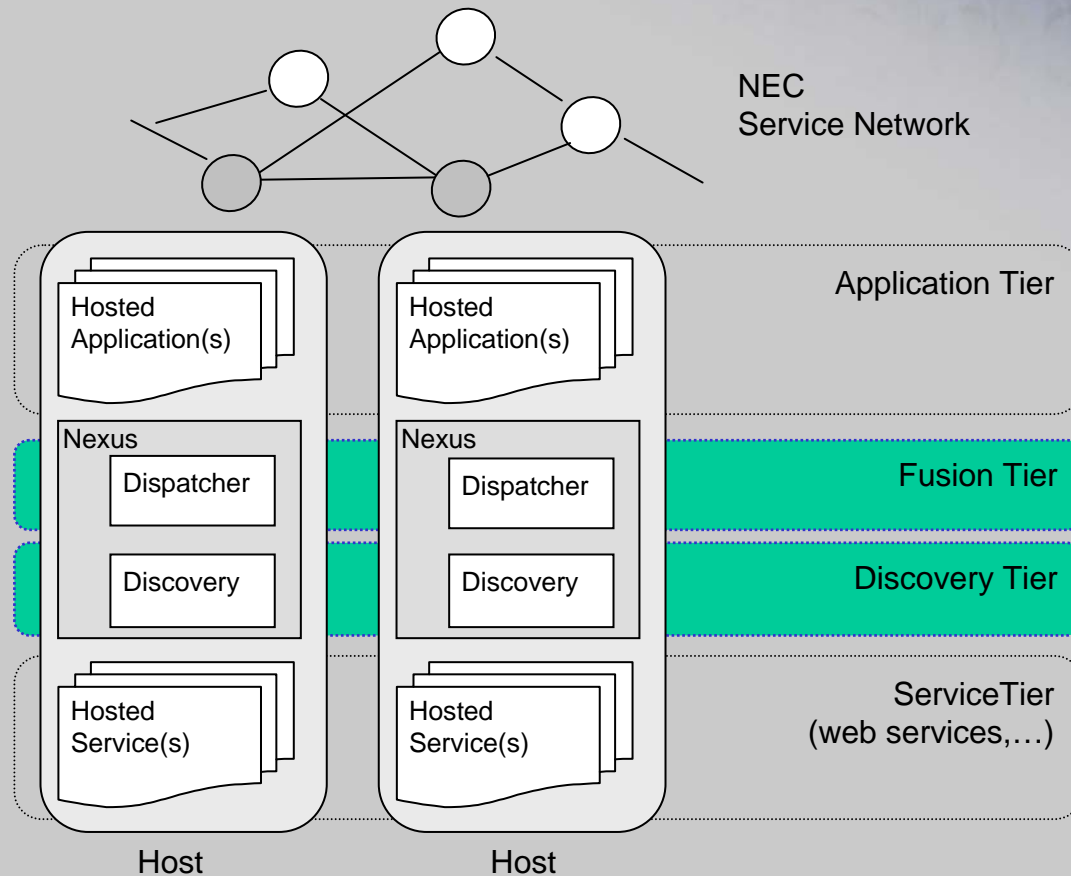 NEC
Service Network
Application Tier
Hosted
Application(s)
Hosted
Application(s)
Nexus
Nexus
Fusion Tier
Dispatcher
Dispatcher
Discovery Tier
Discovery
Discovery
ServiceTier
(web services,…)
Hosted
Service(s)
Hosted
Service(s)
Host
Host